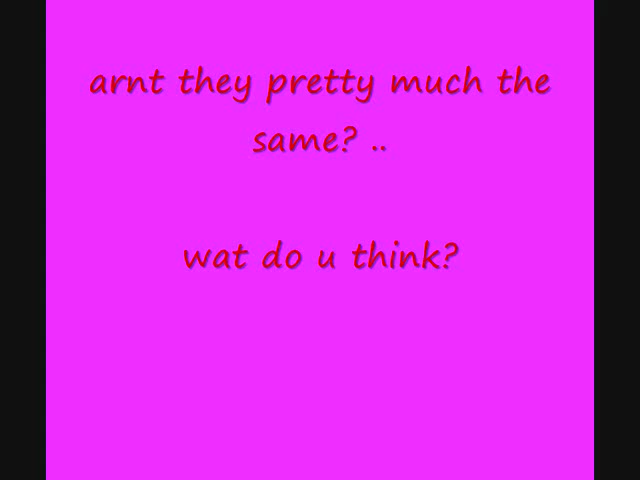 arnt they pretty much the
same? ..
wat do u think?